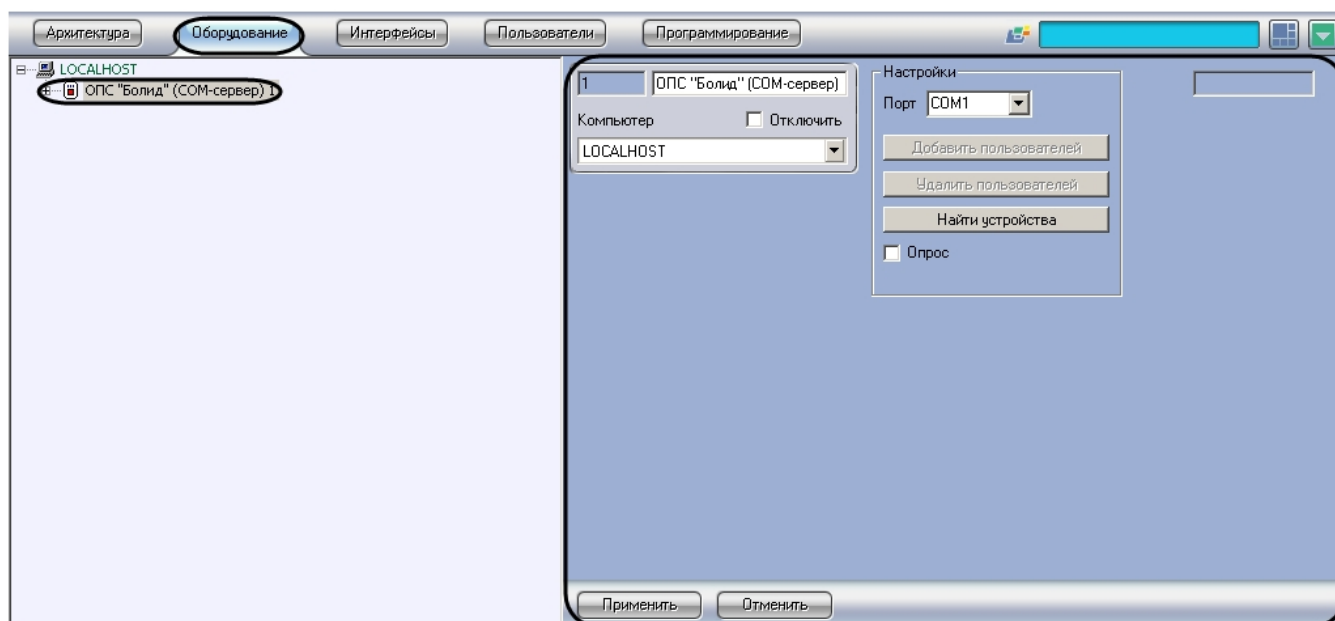 Архитектура Оборудование Интерфейсы Пользователи Программирование
LOCALHOST
ОПС "Болид" (COM-сервер) 1
1 ОПС "Болид" (COM-сервер)
Компьютер Отключить
LOCALHOST
Настройки
Порт COM1
Добавить пользователей
Удалить пользователей
Найти устройства
Опрос
Применить Отменить